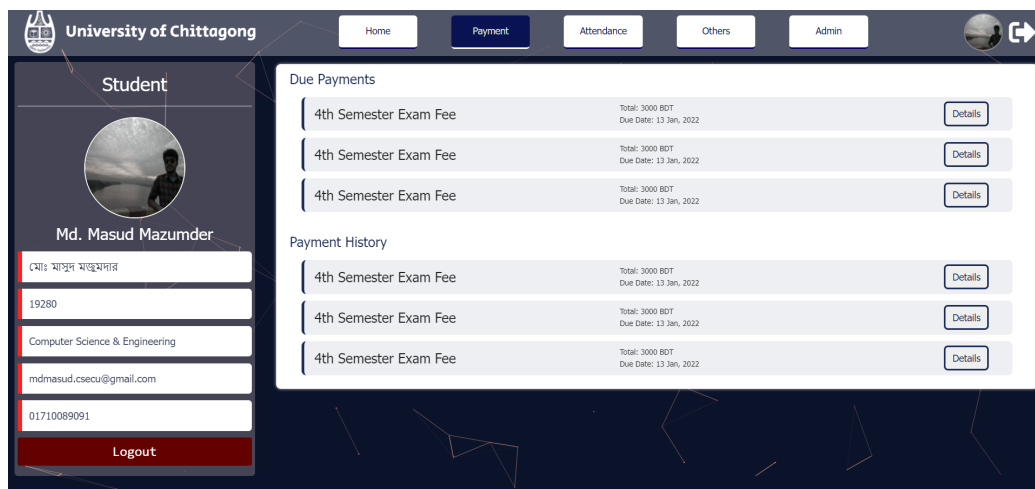 University of Chittagong
Home
Payment
Attendance
Others
Admin
Student
Md. Masud Mazumder
মোঃ মাসুদ মজুমদার
19280
Computer Science & Engineering
mdmasud.csecu@gmail.com
01710089091
Logout
Due Payments
4th Semester Exam Fee
Total: 3000 BDT
Due Date: 13 Jan, 2022
Details
4th Semester Exam Fee
Total: 3000 BDT
Due Date: 13 Jan, 2022
Details
4th Semester Exam Fee
Total: 3000 BDT
Due Date: 13 Jan, 2022
Details
Payment History
4th Semester Exam Fee
Total: 3000 BDT
Due Date: 13 Jan, 2022
Details
4th Semester Exam Fee
Total: 3000 BDT
Due Date: 13 Jan, 2022
Details
4th Semester Exam Fee
Total: 3000 BDT
Due Date: 13 Jan, 2022
Details